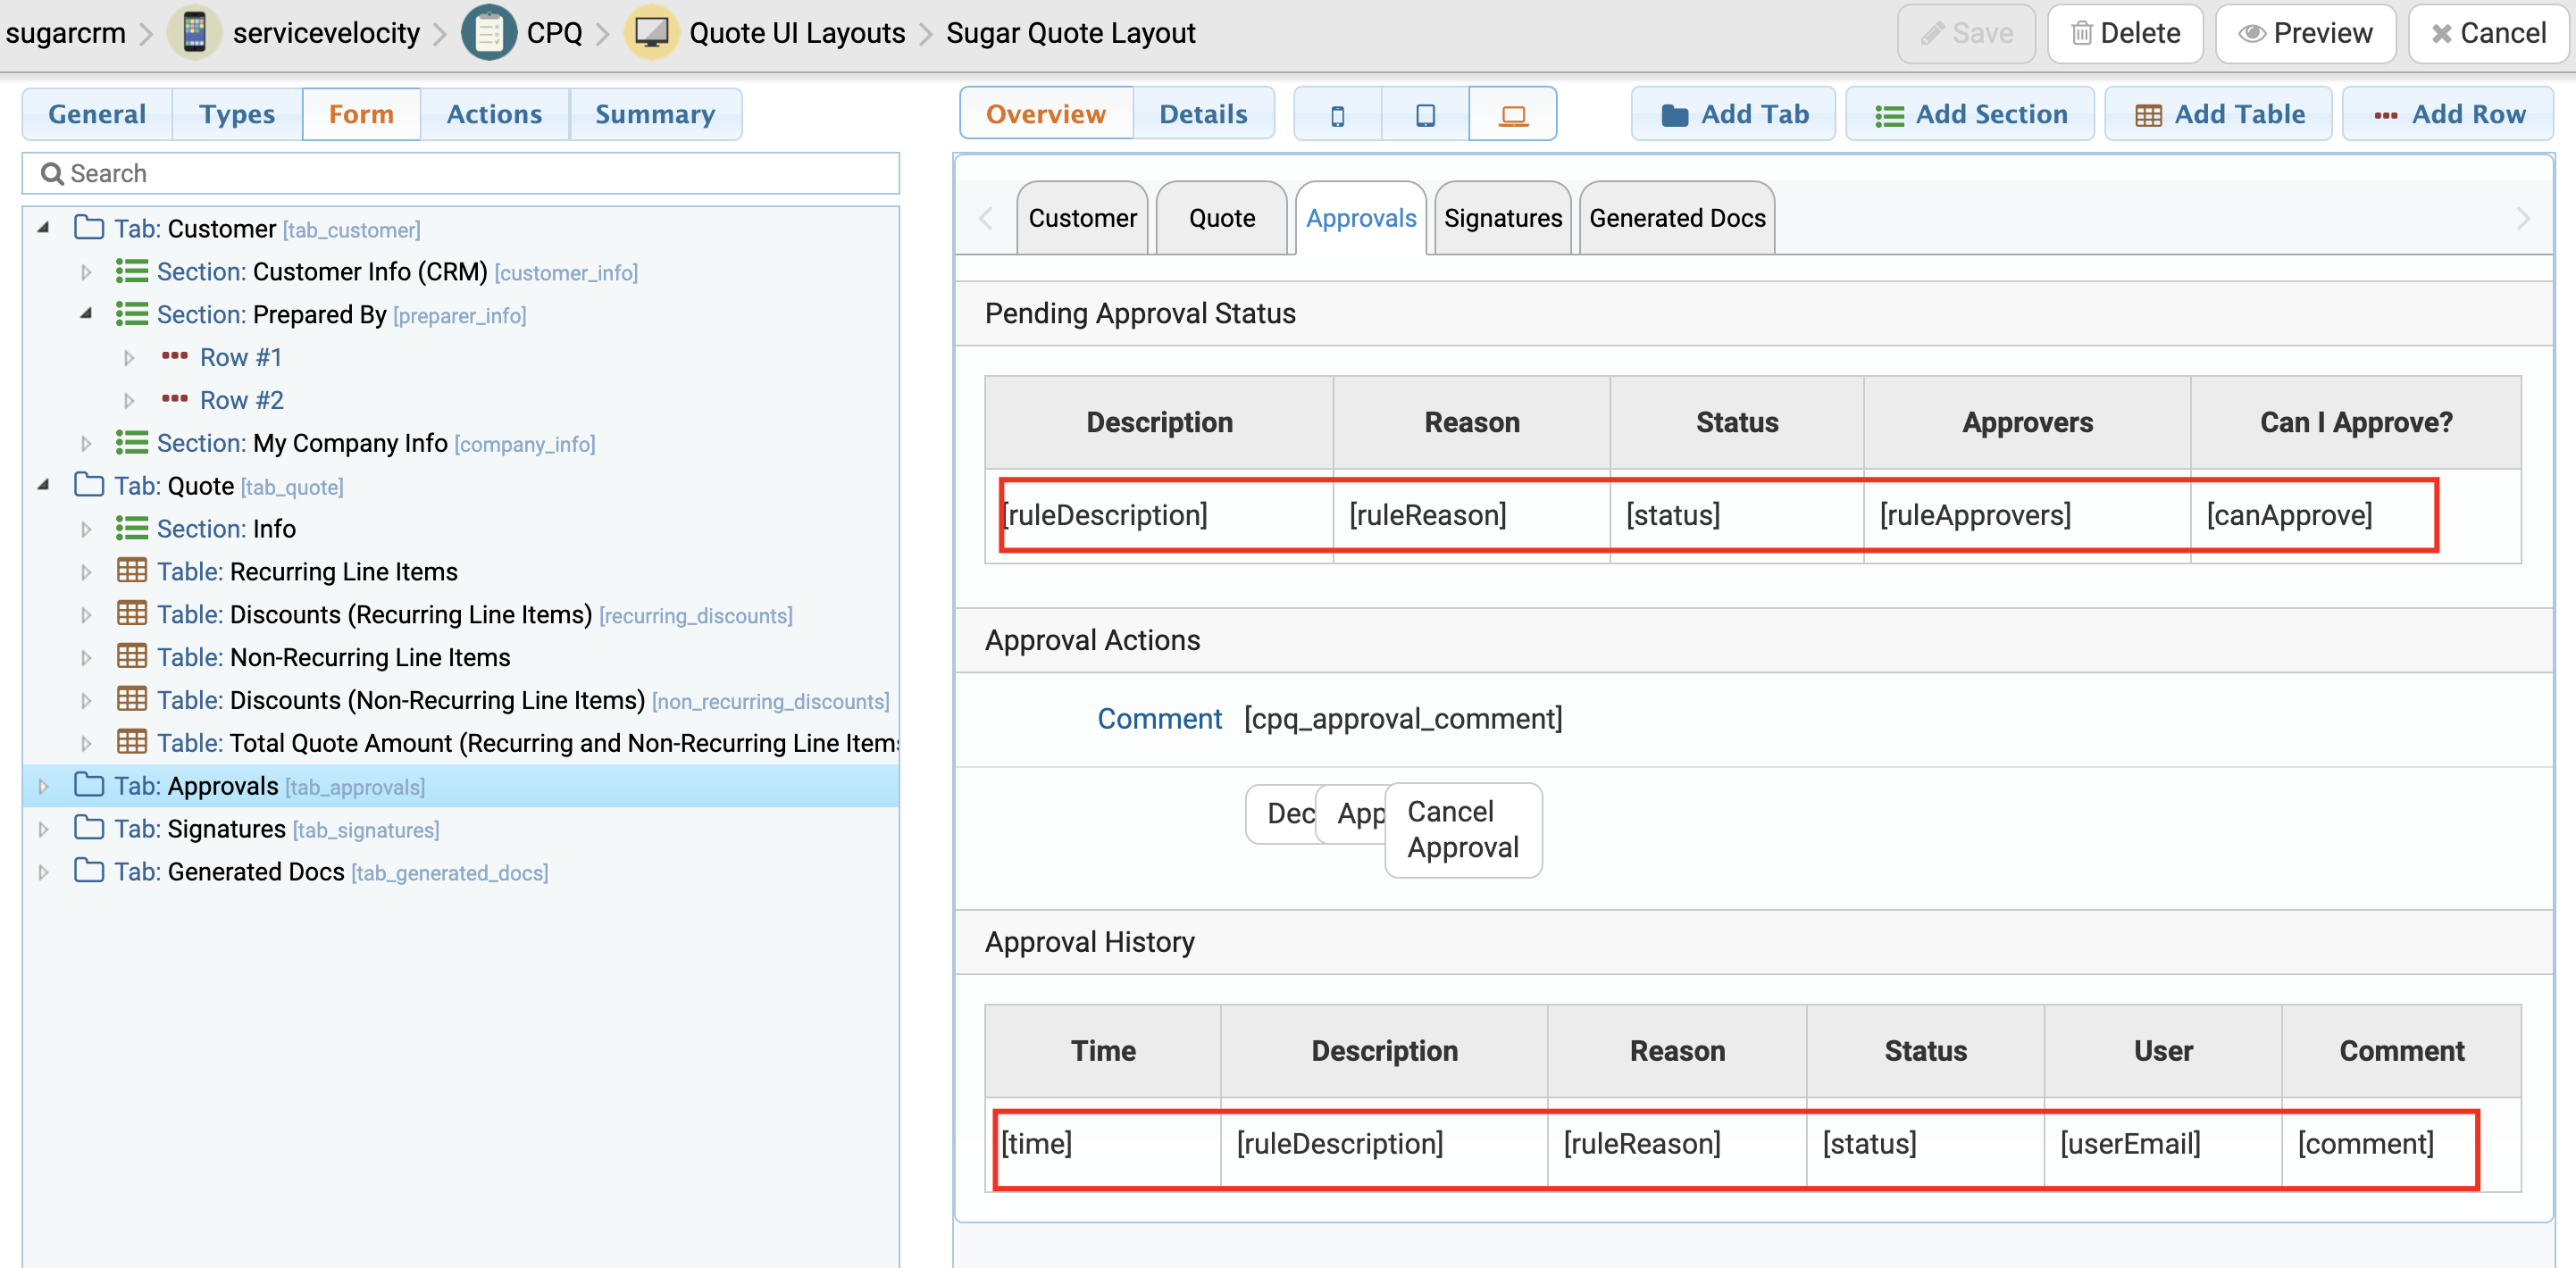 sugarcrm servicevelocity CPQ Quote UI Layouts Sugar Quote Layout Save Delete Preview Cancel
General Types Form Actions Summary Overview Details Add Tab Add Section Add Table Add Row
Search
Tab: Customer [tab_customer]
Section: Customer Info (CRM) [customer_info]
Section: Prepared By [preparer_info]
Row #1
Row #2
Section: My Company Info [company_info]
Tab: Quote [tab_quote]
Section: Info
Table: Recurring Line Items
Table: Discounts (Recurring Line Items) [recurring_discounts]
Table: Non-Recurring Line Items
Table: Discounts (Non-Recurring Line Items) [non_recurring_discounts]
Table: Total Quote Amount (Recurring and Non-Recurring Line Item
Tab: Approvals [tab_approvals]
Tab: Signatures [tab_signatures]
Tab: Generated Docs [tab_generated_docs]
Customer Quote Approvals Signatures Generated Docs
Pending Approval Status
Description Reason Status Approvers Can I Approve?
[ruleDescription] [ruleReason] [status] [ruleApprovers] [canApprove]
Approval Actions
Comment [cpq_approval_comment]
Dec App Cancel
Approval
Approval History
Time Description Reason Status User Comment
[time] [ruleDescription] [ruleReason] [status] [userEmail] [comment]